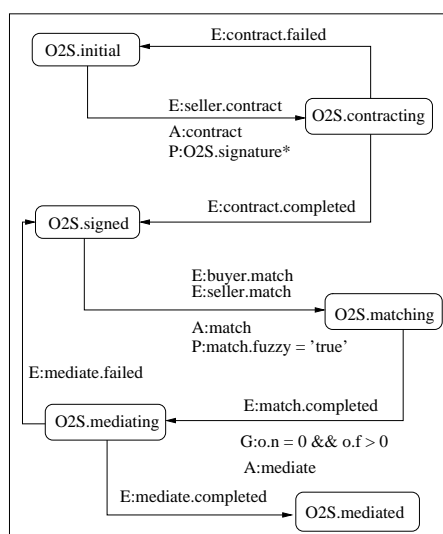 E:contract.failed
O2S.initial
E:seller.contract
O2S.contracting
A:contract
P:O2S.signature*
E:contract.completed
O2S.signed
E:buyer.match
E:seller.match
O2S.matching
A:match
P:match.fuzzy = 'true'
E:mediate.failed
E:match.completed
O2S.mediating
G:o.n = 0 && o.f > 0
A:mediate
E:mediate.completed
O2S.mediated